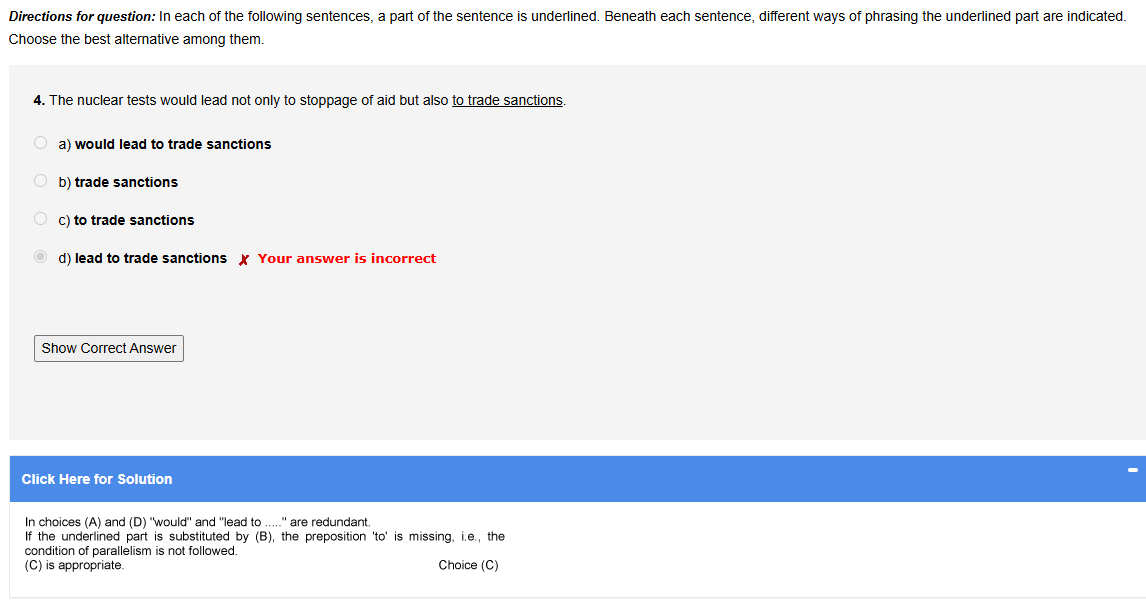 Directions for question: In each of the following sentences, a part of the sentence is underlined. Beneath each sentence, different ways of phrasing the underlined part are indicated.
Choose the best alternative among them.
4. The nuclear tests would lead not only to stoppage of aid but also to trade sanctions.
a) would lead to trade sanctions
b) trade sanctions
c) to trade sanctions
d) lead to trade sanctions ✗ Your answer is incorrect
Show Correct Answer
Click Here for Solution
In choices (A) and (D) "would" and "lead to ....." are redundant.
If the underlined part is substituted by (B), the preposition 'to' is missing, i.e., the
condition of parallelism is not followed.
(C) is appropriate. Choice (C)